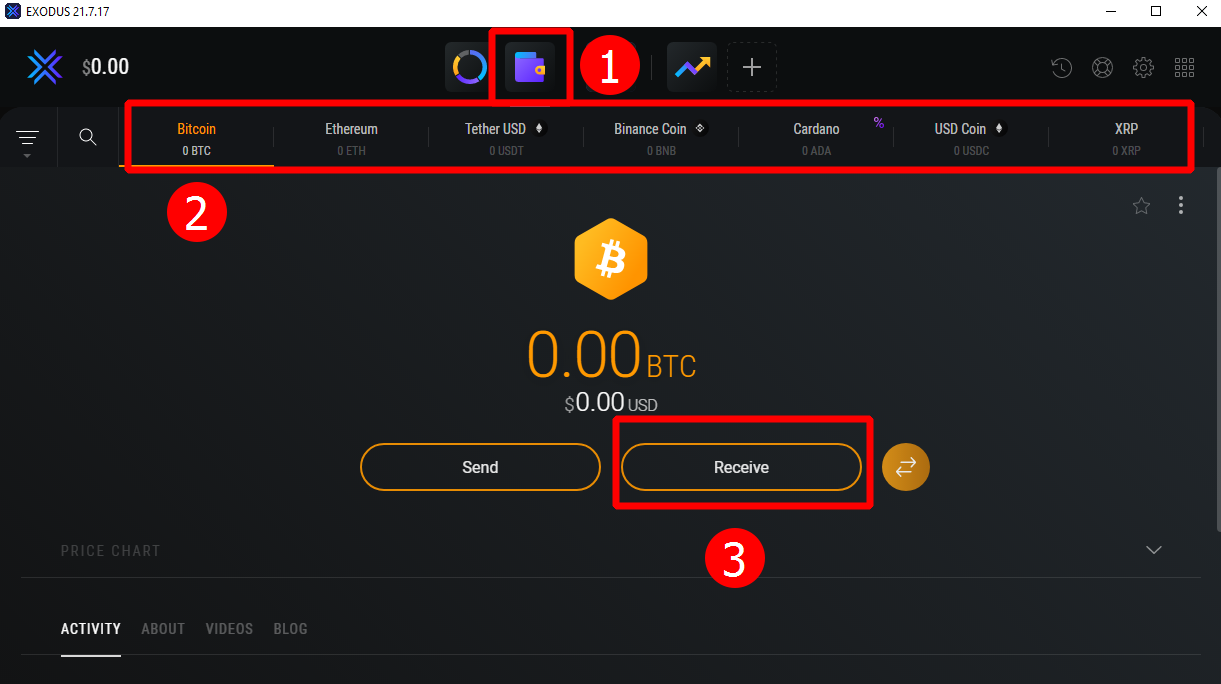 EXODUS 21.7.17
$0.00
1
Bitcoin
0 BTC
Ethereum
0 ETH
Tether USD
0 USDT
Binance Coin
0 BNB
Cardano
%
0 ADA
USD Coin
0 USDC
XRP
0 XRP
2
0.00 BTC
$0.00 USD
Send
Receive
3
PRICE CHART
ACTIVITY ABOUT VIDEOS BLOG